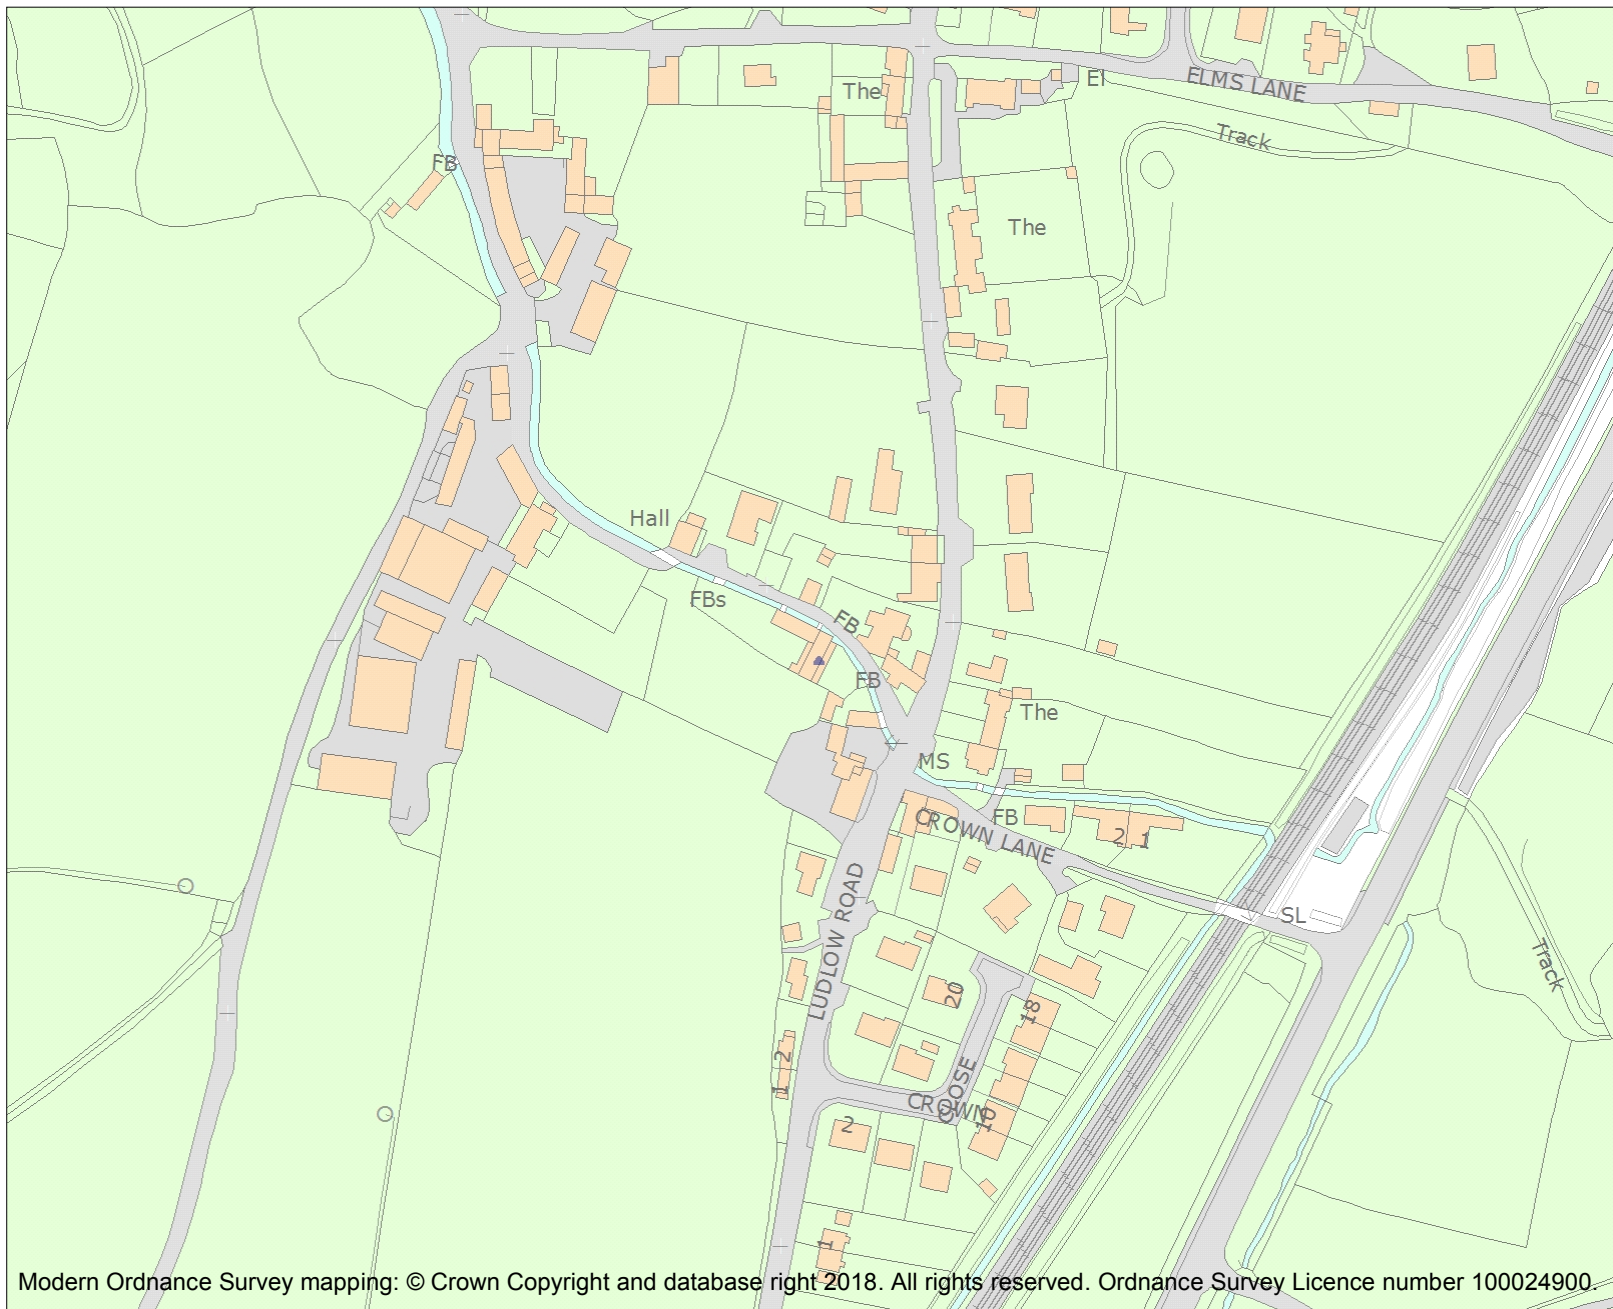 The
El
ELMS LANE
Track
FB
The
Hall
FBs
FB
FB
The
MS
FB
CROWN LANE
2
1
LUDLOW ROAD
SL
Track
20
18
2
1
CLOSE
CROWN
10
2
1
Modern Ordnance Survey mapping: © Crown Copyright and database right 2018. All rights reserved. Ordnance Survey Licence number 100024900.